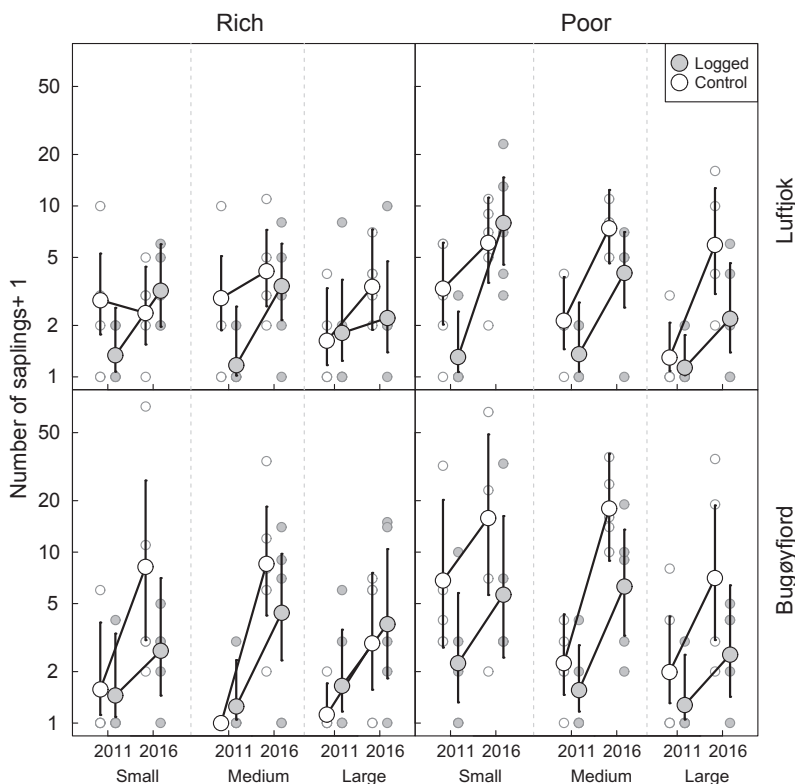 Rich Poor
Logged
Control
50
20
10
5
2
1
Luftjok
Number of saplings+ 1
50
20
10
5
2
1
Bugøyfjord
2011 2016 2011 2016 2011 2016 2011 2016 2011 2016 2011 2016
Small Medium Large Small Medium Large